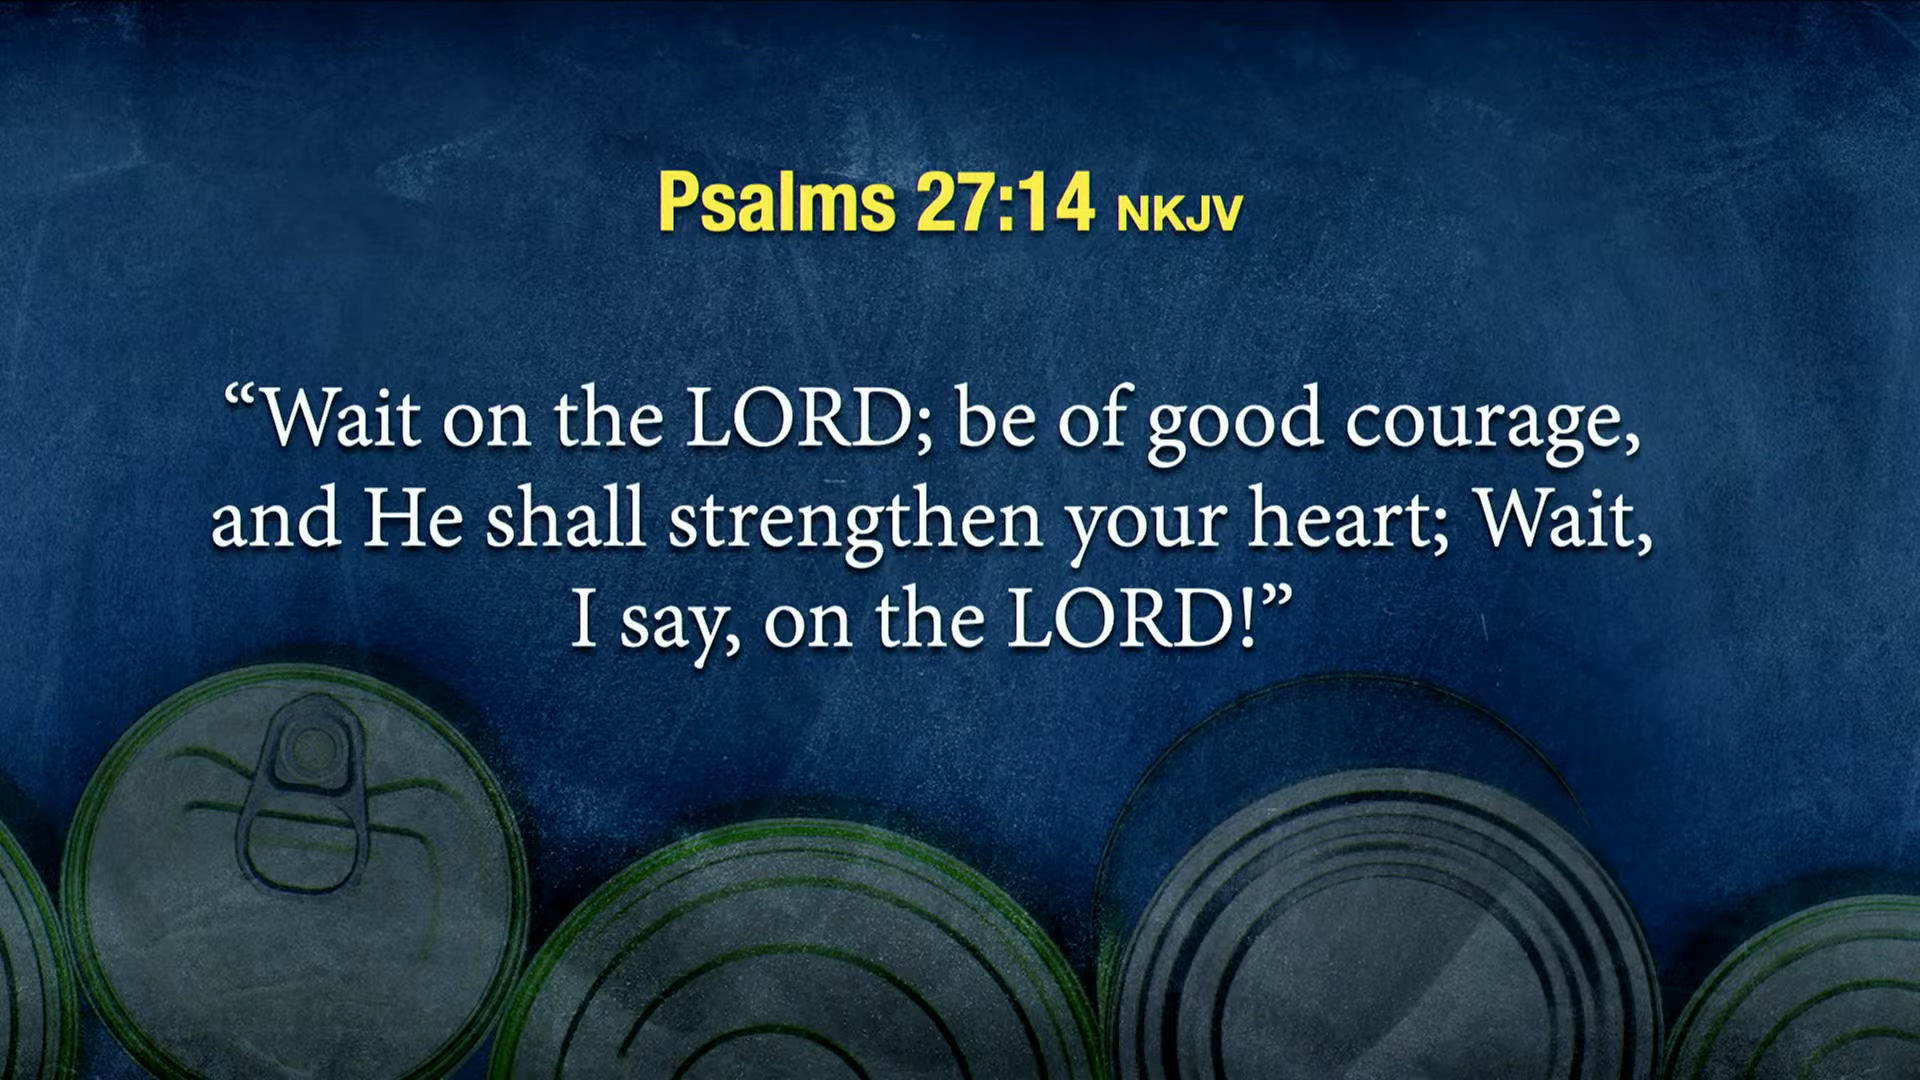 Psalms 27:14 NKJV
“Wait on the LORD; be of good courage,
and He shall strengthen your heart; Wait,
I say, on the LORD!”